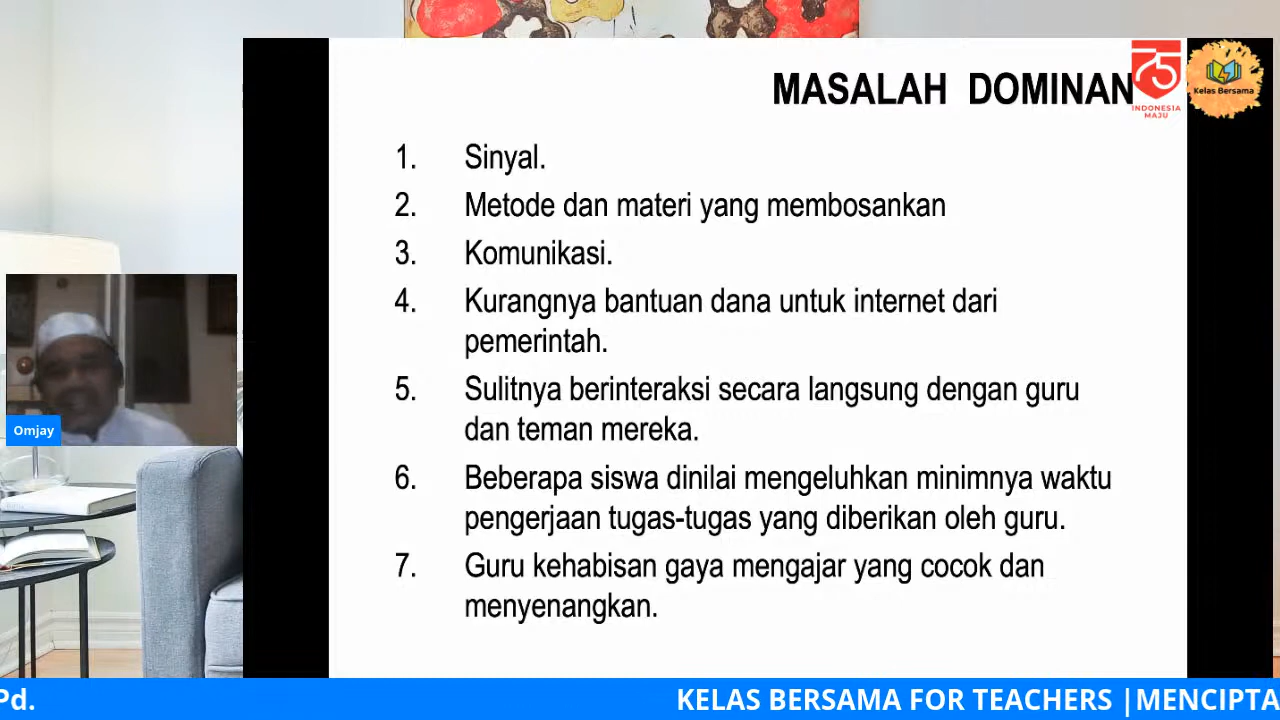 MASALAH DOMINAN
75
INDONESIA
MAJU
Kelas Bersama
1. Sinyal.
2. Metode dan materi yang membosankan
3. Komunikasi.
4. Kurangnya bantuan dana untuk internet dari
pemerintah.
5. Sulitnya berinteraksi secara langsung dengan guru
dan teman mereka.
6. Beberapa siswa dinilai mengeluhkan minimnya waktu
pengerjaan tugas-tugas yang diberikan oleh guru.
7. Guru kehabisan gaya mengajar yang cocok dan
menyenangkan.
Omjay
Pd.
KELAS BERSAMA FOR TEACHERS |MENCIPTA